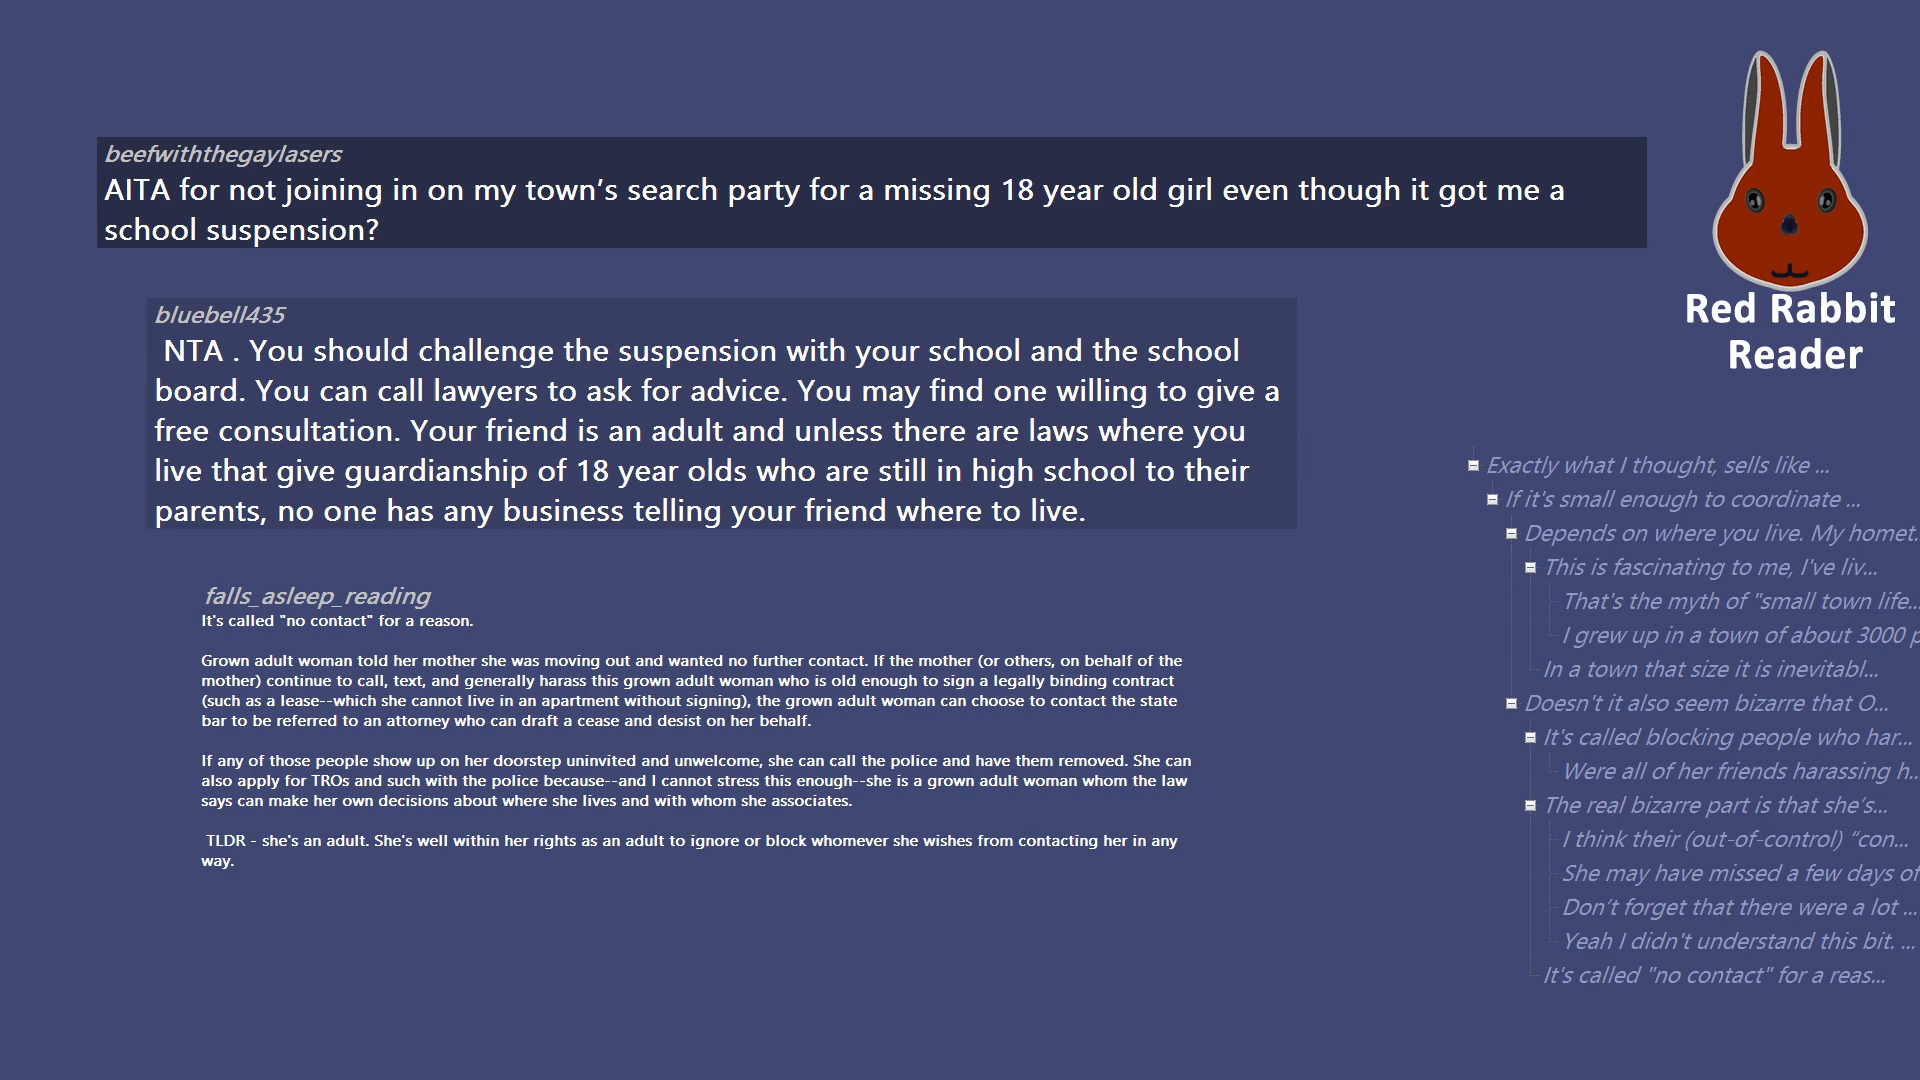 beefwiththegaylasers
AITA for not joining in on my town’s search party for a missing 18 year old girl even though it got me a
school suspension?
bluebell435
NTA . You should challenge the suspension with your school and the school
board. You can call lawyers to ask for advice. You may find one willing to give a
free consultation. Your friend is an adult and unless there are laws where you
live that give guardianship of 18 year olds who are still in high school to their
parents, no one has any business telling your friend where to live.
falls_asleep_reading
It's called "no contact" for a reason.
Grown adult woman told her mother she was moving out and wanted no further contact. If the mother (or others, on behalf of the
mother) continue to call, text, and generally harass this grown adult woman who is old enough to sign a legally binding contract
(such as a lease--which she cannot live in an apartment without signing), the grown adult woman can choose to contact the state
bar to be referred to an attorney who can draft a cease and desist on her behalf.
If any of those people show up on her doorstep uninvited and unwelcome, she can call the police and have them removed. She can
also apply for TROs and such with the police because--and I cannot stress this enough--she is a grown adult woman whom the law
says can make her own decisions about where she lives and with whom she associates.
TLDR - she's an adult. She's well within her rights as an adult to ignore or block whomever she wishes from contacting her in any
way.
Red Rabbit
Reader
Exactly what I thought, sells like ...
If it's small enough to coordinate ...
Depends on where you live. My homet...
This is fascinating to me, I've liv...
That's the myth of "small town life...
I grew up in a town of about 3000 p
In a town that size it is inevitabl...
Doesn't it also seem bizarre that O...
It's called blocking people who har...
Were all of her friends harassing h...
The real bizarre part is that she’s...
I think their (out-of-control) “con...
She may have missed a few days of
Don’t forget that there were a lot ...
Yeah I didn't understand this bit. ...
It's called "no contact" for a reas...